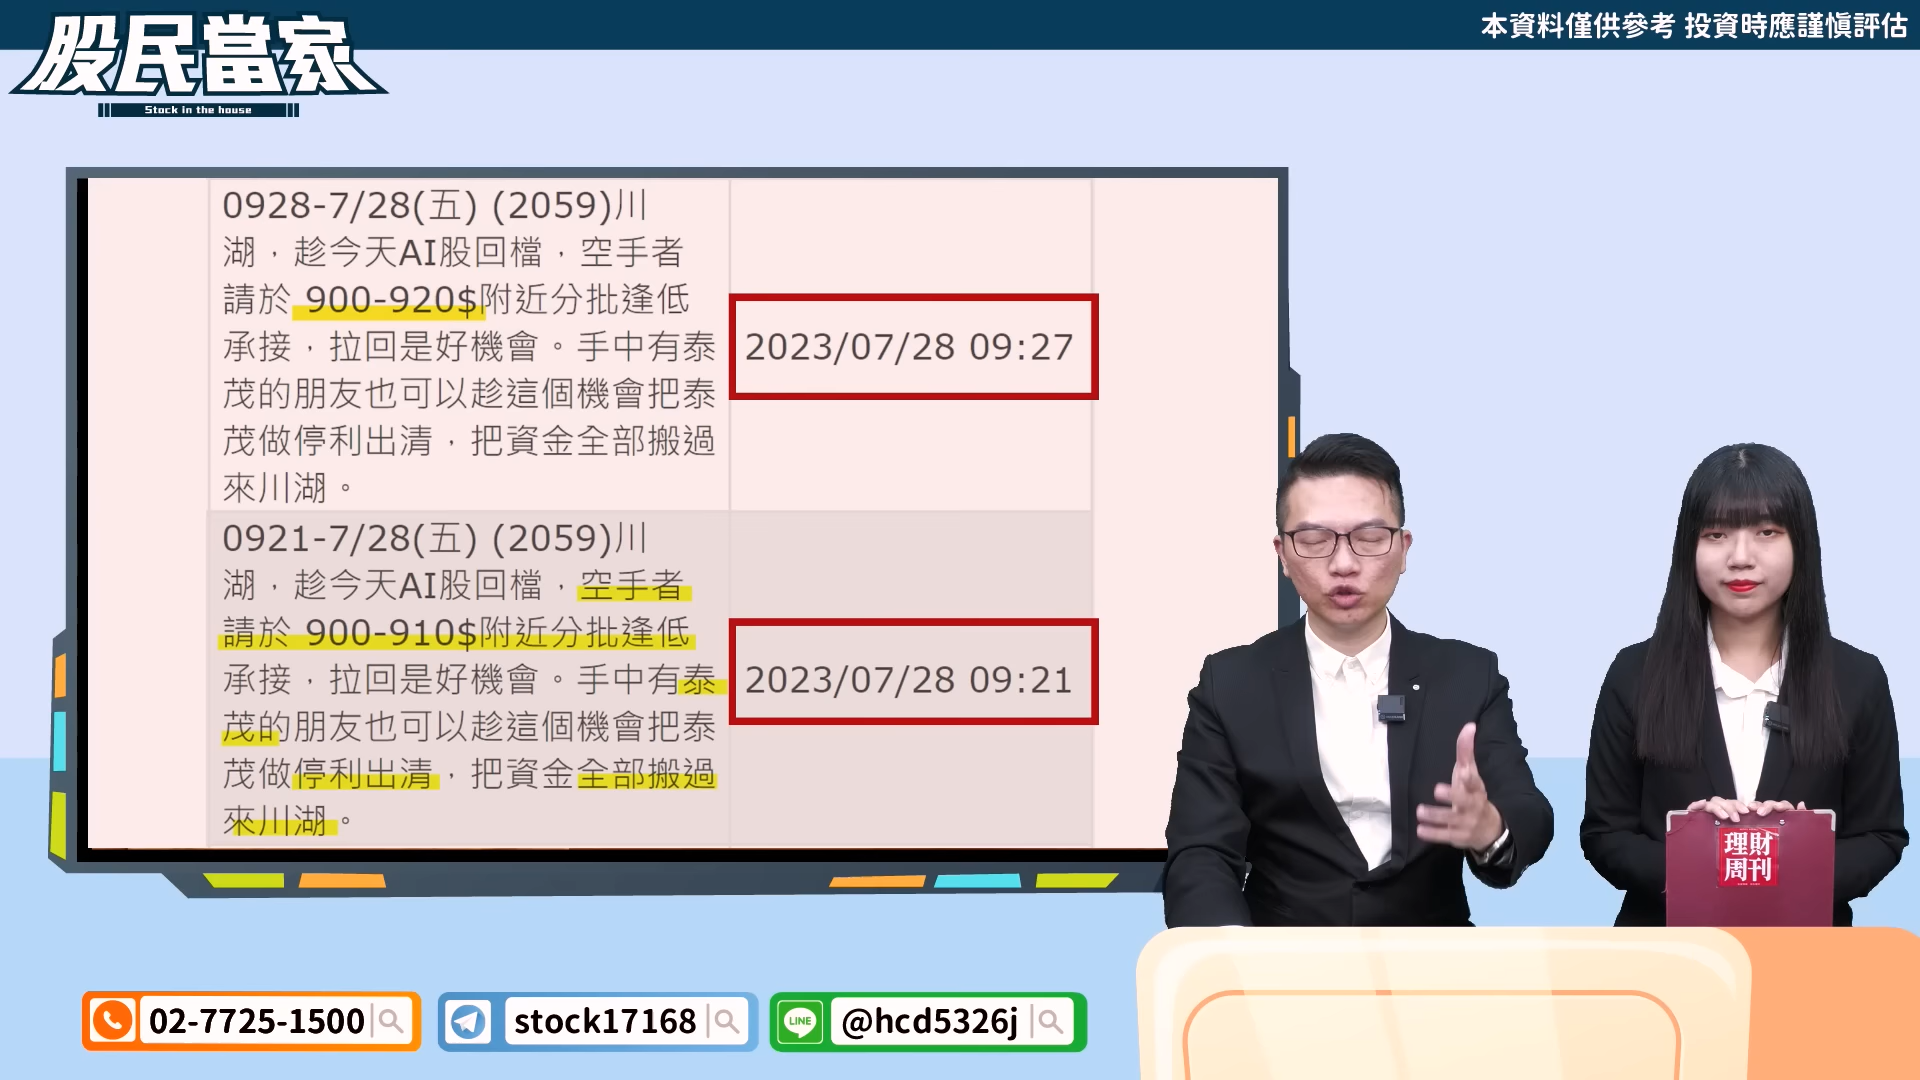 股民當家
Stock in the house
本資料僅供參考 投資時應謹慎評估
0928-7/28(五) (2059)川
湖，趁今天AI股回檔，空手者
請於 900-920$附近分批逢低
承接，拉回是好機會。手中有泰
茂的朋友也可以趁這個機會把泰
茂做停利出清，把資金全部搬過
來川湖。
2023/07/28 09:27
0921-7/28(五) (2059)川
湖，趁今天AI股回檔，空手者
請於 900-910$附近分批逢低
承接，拉回是好機會。手中有泰
茂的朋友也可以趁這個機會把泰
茂做停利出清，把資金全部搬過
來川湖。
2023/07/28 09:21
理財
周刊
02-7725-1500
stock17168
LINE
@hcd5326j